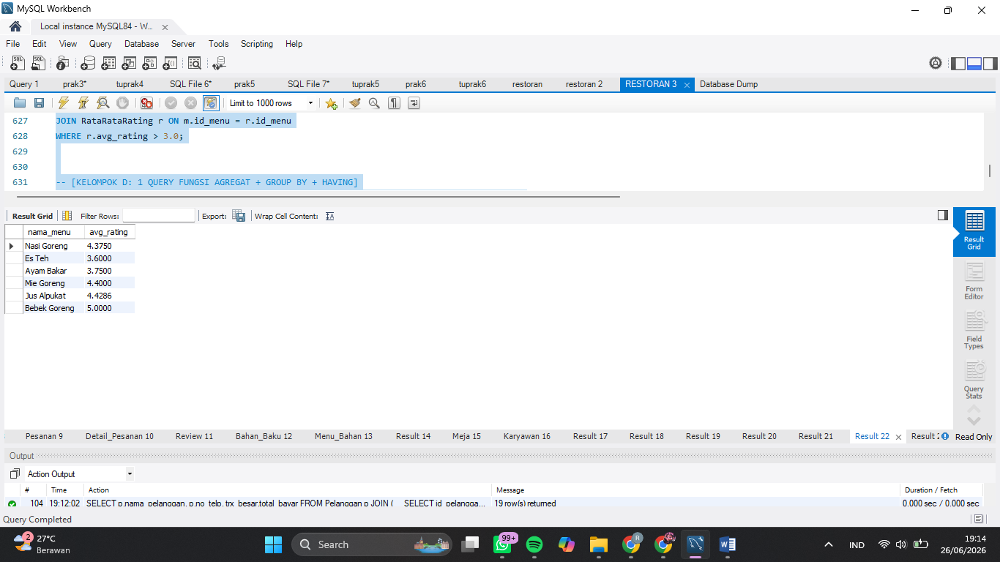 MySQL Workbench
Local instance MySQL84 - W...
File Edit View Query Database Server Tools Scripting Help
Query 1 prak3* tuprak4 SQL File 6* prak5 SQL File 7* tuprak5 prak6 tuprak6 restoran restoran 2 RESTORAN 3 Database Dump
Limit to 1000 rows
627 JOIN RataRataRating r ON m.id_menu = r.id_menu
628 WHERE r.avg_rating > 3.0;
629
630
631 -- [KELOMPOK D: 1 QUERY FUNGSI AGREGAT + GROUP BY + HAVING]
Result Grid Filter Rows: Export: Wrap Cell Content:
nama_menu avg_rating
Nasi Goreng 4.3750
Es Teh 3.6000
Ayam Bakar 3.7500
Mie Goreng 4.4000
Jus Alpukat 4.4286
Bebek Goreng 5.0000
Result Grid
Form Editor
Field Types
Query Stats
Pesanan 9 Detail_Pesanan 10 Review 11 Bahan_Baku 12 Menu_Bahan 13 Result 14 Meja 15 Karyawan 16 Result 17 Result 18 Result 19 Result 20 Result 21 Result 22 Result 2 Read Only
Output
Action Output
# Time Action Message Duration / Fetch
104 19:12:02 SELECT p.nama_pelanggan, p.no_telp, trx_besar.total_bayar FROM Pelanggan p JOIN ( SELECT id_pelangga... 19 row(s) returned 0.000 sec / 0.000 sec
Query Completed
2 27°C
Berawan
Search
99+
R
IND
19:14
26/06/2026